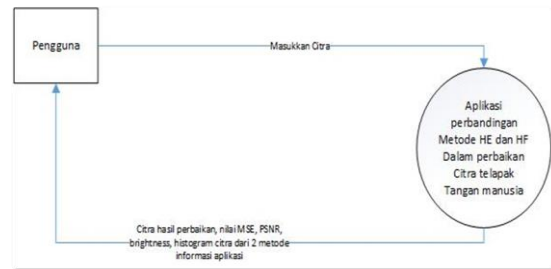 Pengguna
Masukkan Citra
Aplikasi
perbandingan
Metode HE dan HF
Dalam perbaikan
Citra telapak
Tangan manusia
Citra hasil perbaikan, nilai MSE, PSNR,
brightness, histogram citra dari 2 metode
informasi aplikasi